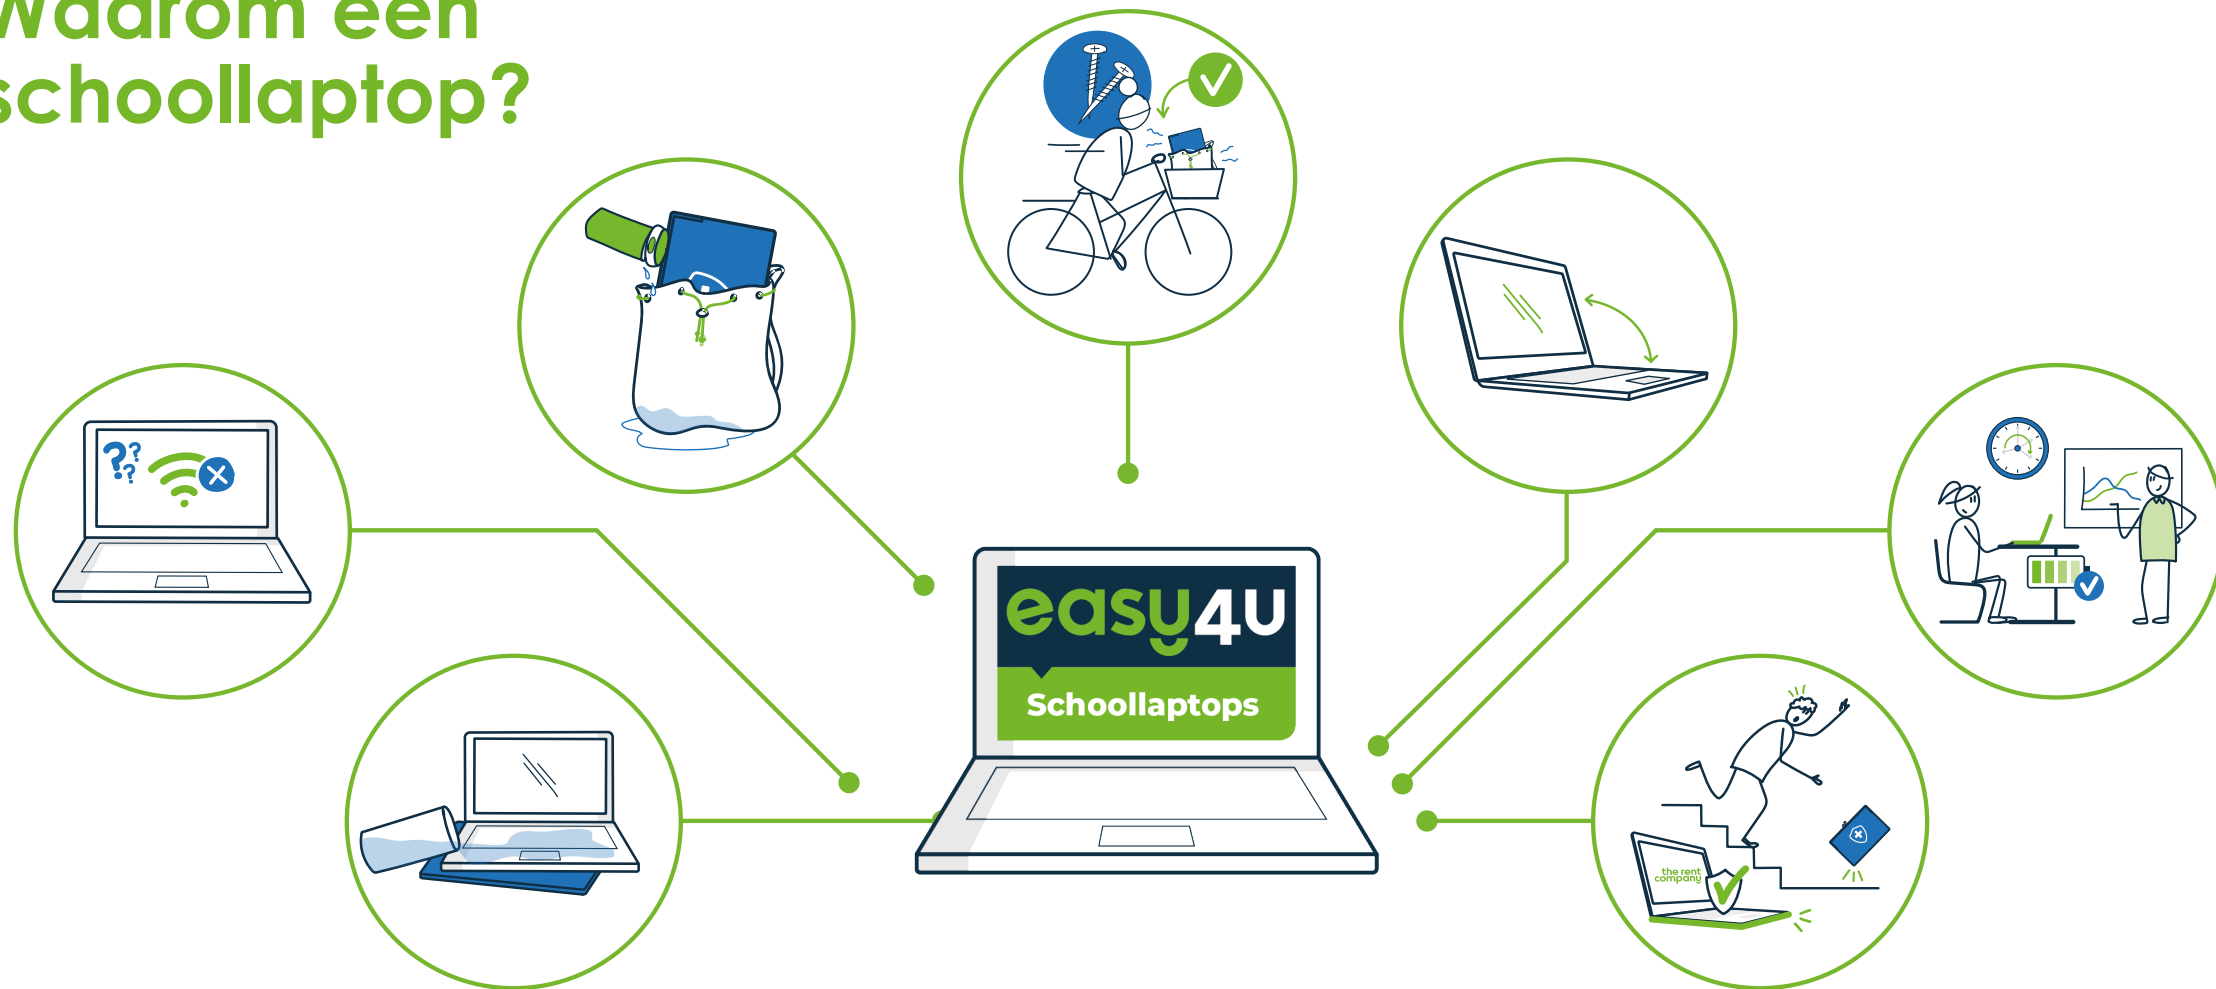 Waarom een
schoollaptop?
???
easy4u
Schoollaptops
the rent
company